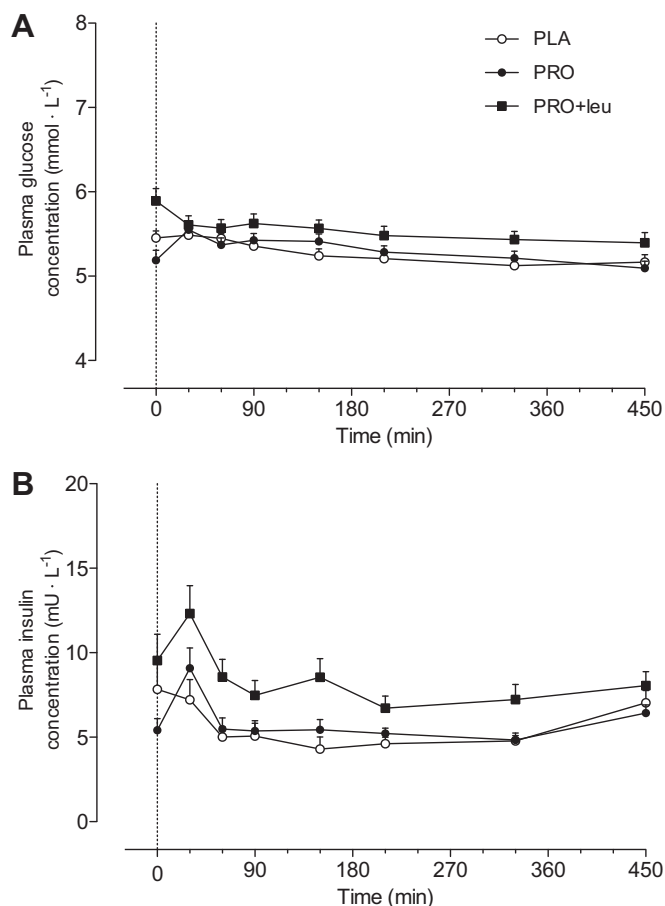 A
PLA
PRO
PRO+leu
Plasma glucose
concentration (mmol · L⁻¹)
8
7
6
5
4
0 90 180 270 360 450
Time (min)
B
Plasma insulin
concentration (mU · L⁻¹)
20
15
10
5
0
0 90 180 270 360 450
Time (min)